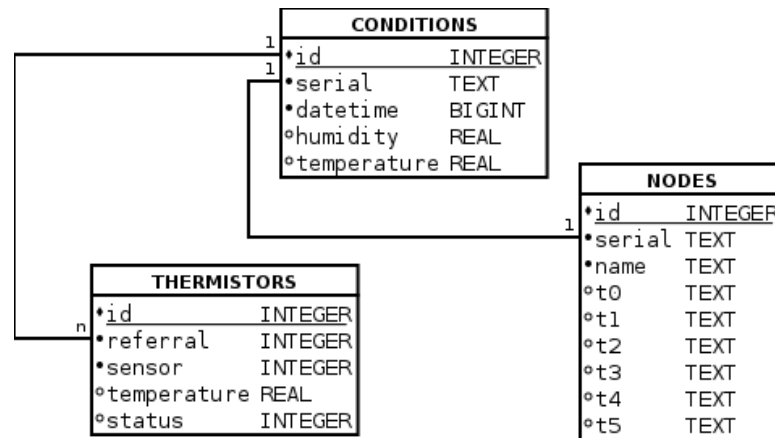 CONDITIONS
1
id INTEGER
1
serial TEXT
datetime BIGINT
humidity REAL
temperature REAL
NODES
id INTEGER
1
serial TEXT
name TEXT
t0 TEXT
t1 TEXT
t2 TEXT
t3 TEXT
t4 TEXT
t5 TEXT
THERMISTORS
id INTEGER
n
referral INTEGER
sensor INTEGER
temperature REAL
status INTEGER